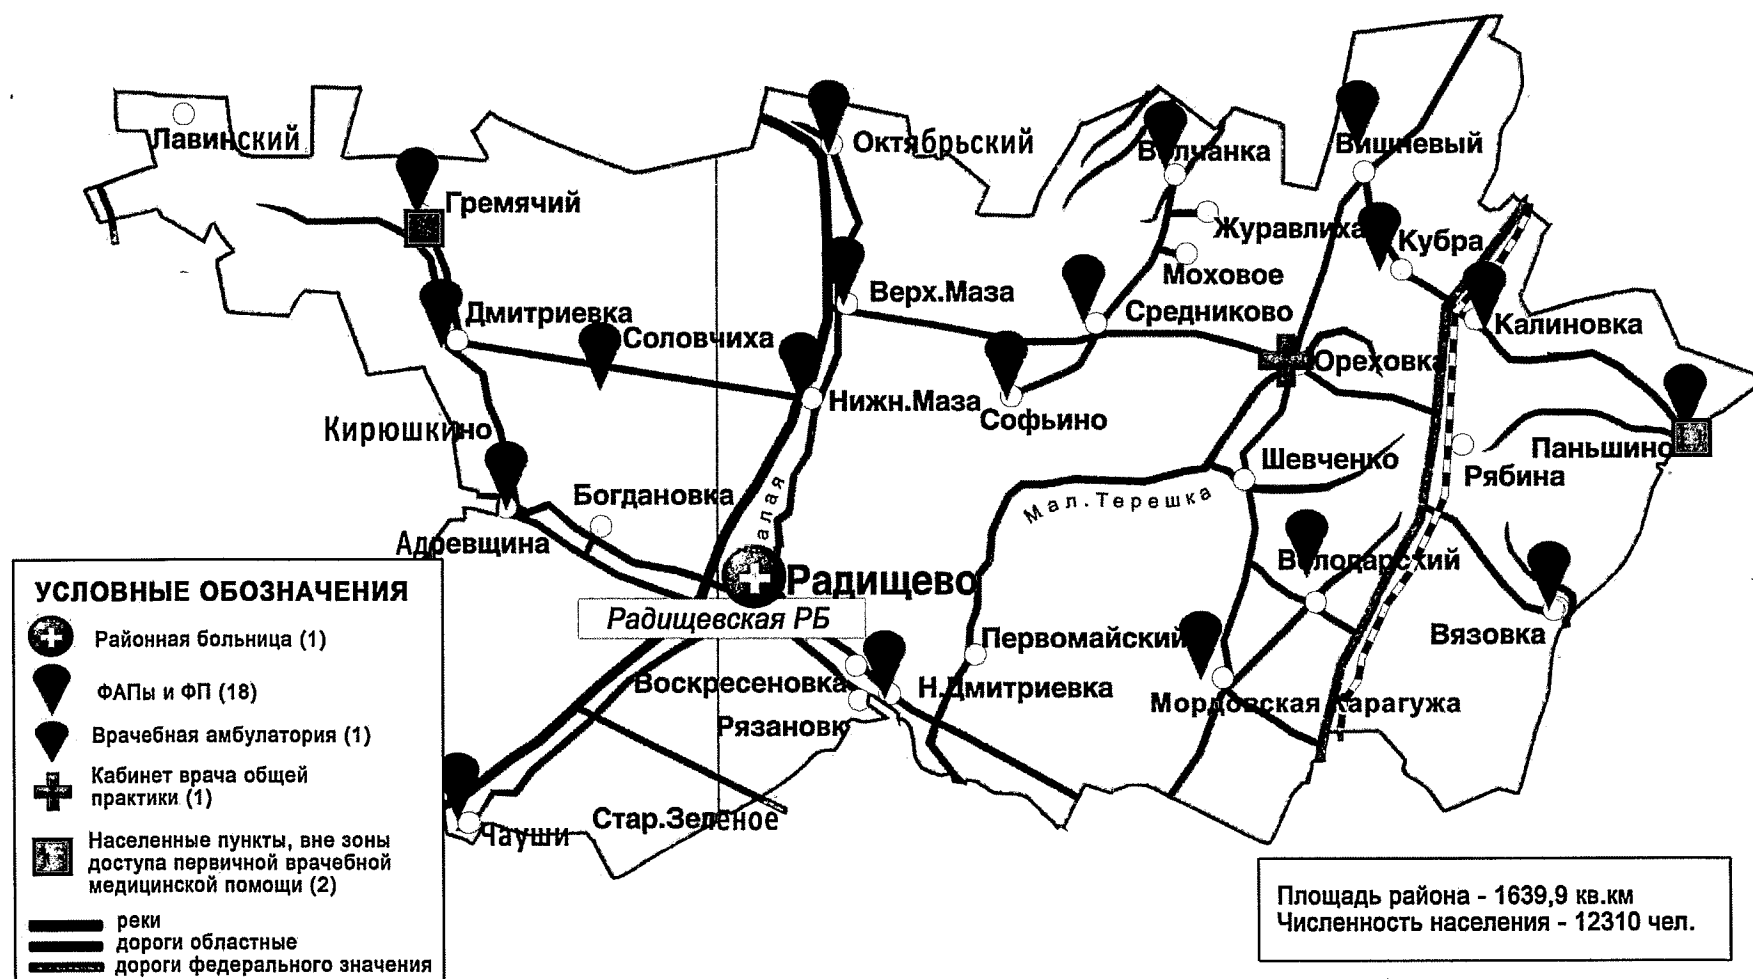 Лавинский
Октябрьский
Волчанка
Вишневый
Гремячий
Журавлиха
Кубра
Моховое
Верх.Маза
Дмитриевка
Средниково
Калиновка
Соловчиха
Ореховка
Нижн.Маза
Софьино
Кирюшкино
Паньшино
Шевченко
Рябина
Богдановка
Мал.Терешка
алая
Адоевщина
Володарский
Радищево
Радищевская РБ
Первомайский
Вязовка
Воскресеновка
Н.Дмитриевка
Мордовская Карагужа
Рязановк
Стар.Зеленое
Чауши
УСЛОВНЫЕ ОБОЗНАЧЕНИЯ
Районная больница (1)
ФАПы и ФП (18)
Врачебная амбулатория (1)
Кабинет врача общей
практики (1)
Населенные пункты, вне зоны
доступа первичной врачебной
медицинской помощи (2)
реки
дороги областные
дороги федерального значения
Площадь района - 1639,9 кв.км
Численность населения - 12310 чел.